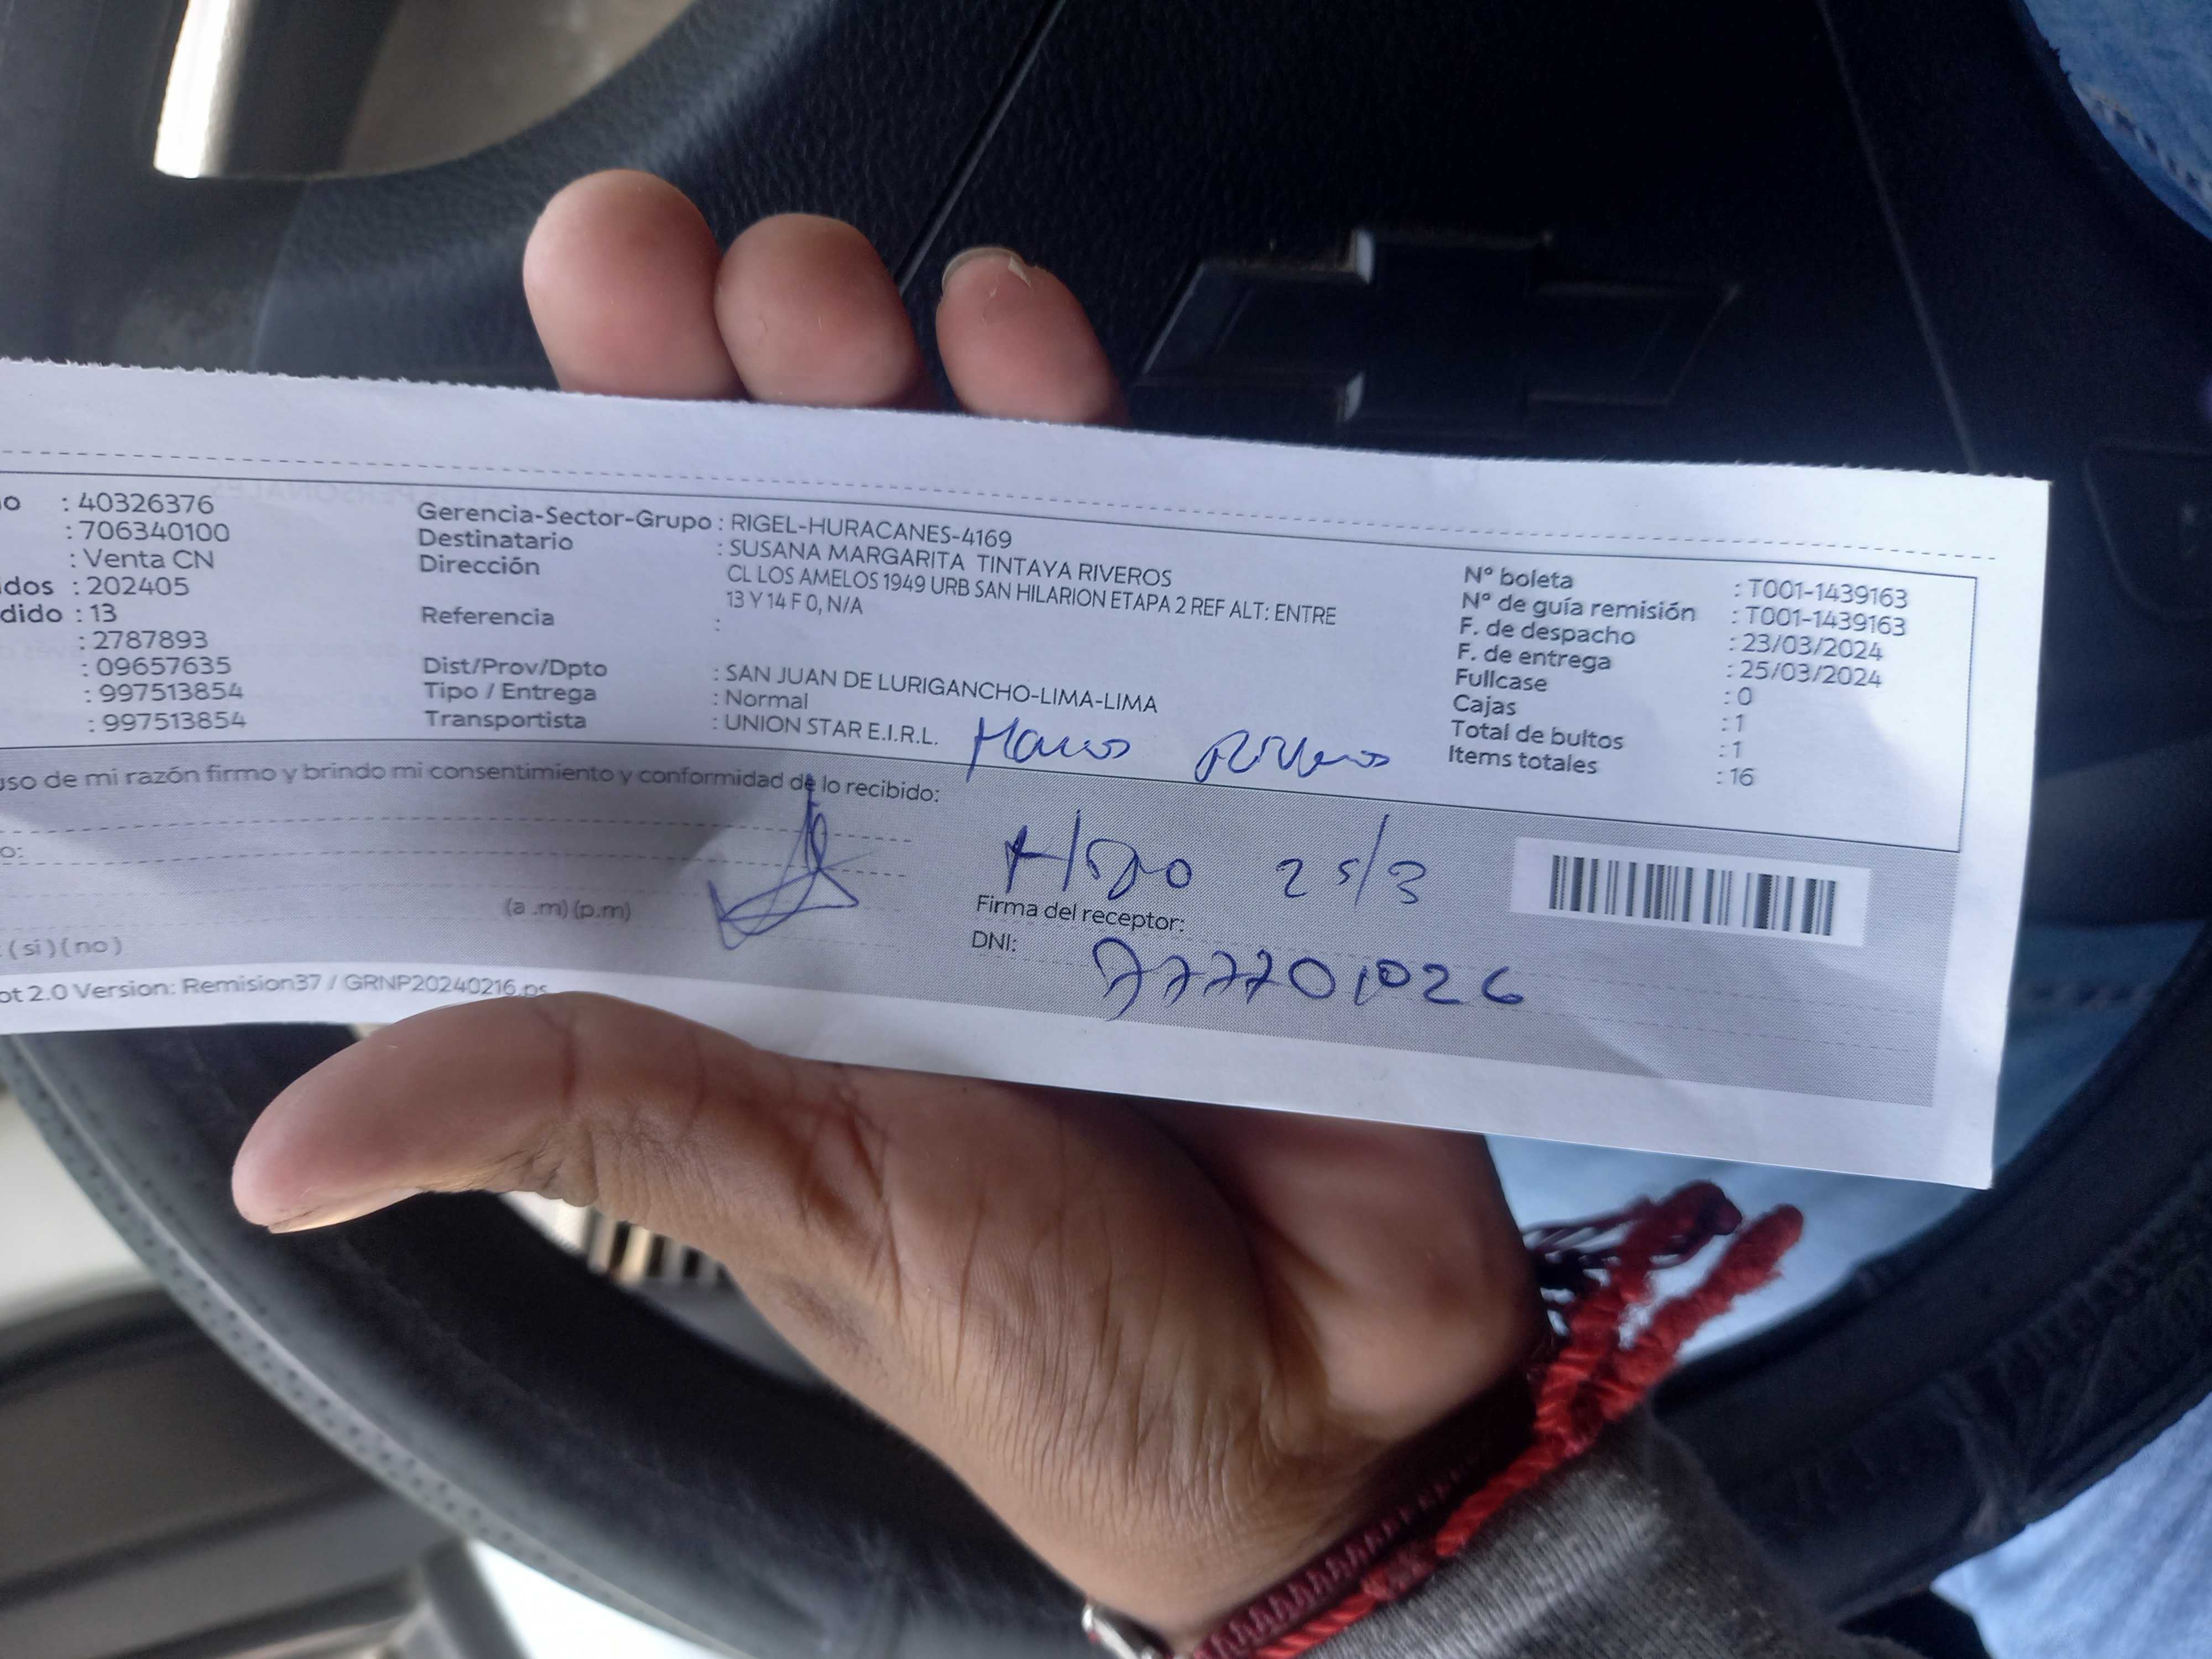 : 40326376
: 706340100
: Venta CN
idos : 202405
dido : 13
: 2787893
: 09657635
: 997513854
: 997513854
Gerencia-Sector-Grupo : RIGEL-HURACANES-4169
Destinatario : SUSANA MARGARITA TINTAYA RIVEROS
Dirección CL LOS AMELOS 1949 URB SAN HILARION ETAPA 2 REF ALT: ENTRE
13 Y 14 F 0, N/A
Referencia :
Dist/Prov/Dpto : SAN JUAN DE LURIGANCHO-LIMA-LIMA
Tipo / Entrega : Normal
Transportista : UNION STAR E.I.R.L.
N° boleta : T001-1439163
N° de guía remisión : T001-1439163
F. de despacho : 23/03/2024
F. de entrega : 25/03/2024
Fullcase : 0
Cajas : 1
Total de bultos : 1
Items totales : 16
uso de mi razón firmo y brindo mi consentimiento y conformidad de lo recibido:
o:
25/3
(a .m) (p.m)
Firma del receptor:
( si ) ( no )
DNI: 777701026
ot 2.0 Version: Remision37 / GRNP20240216.ps